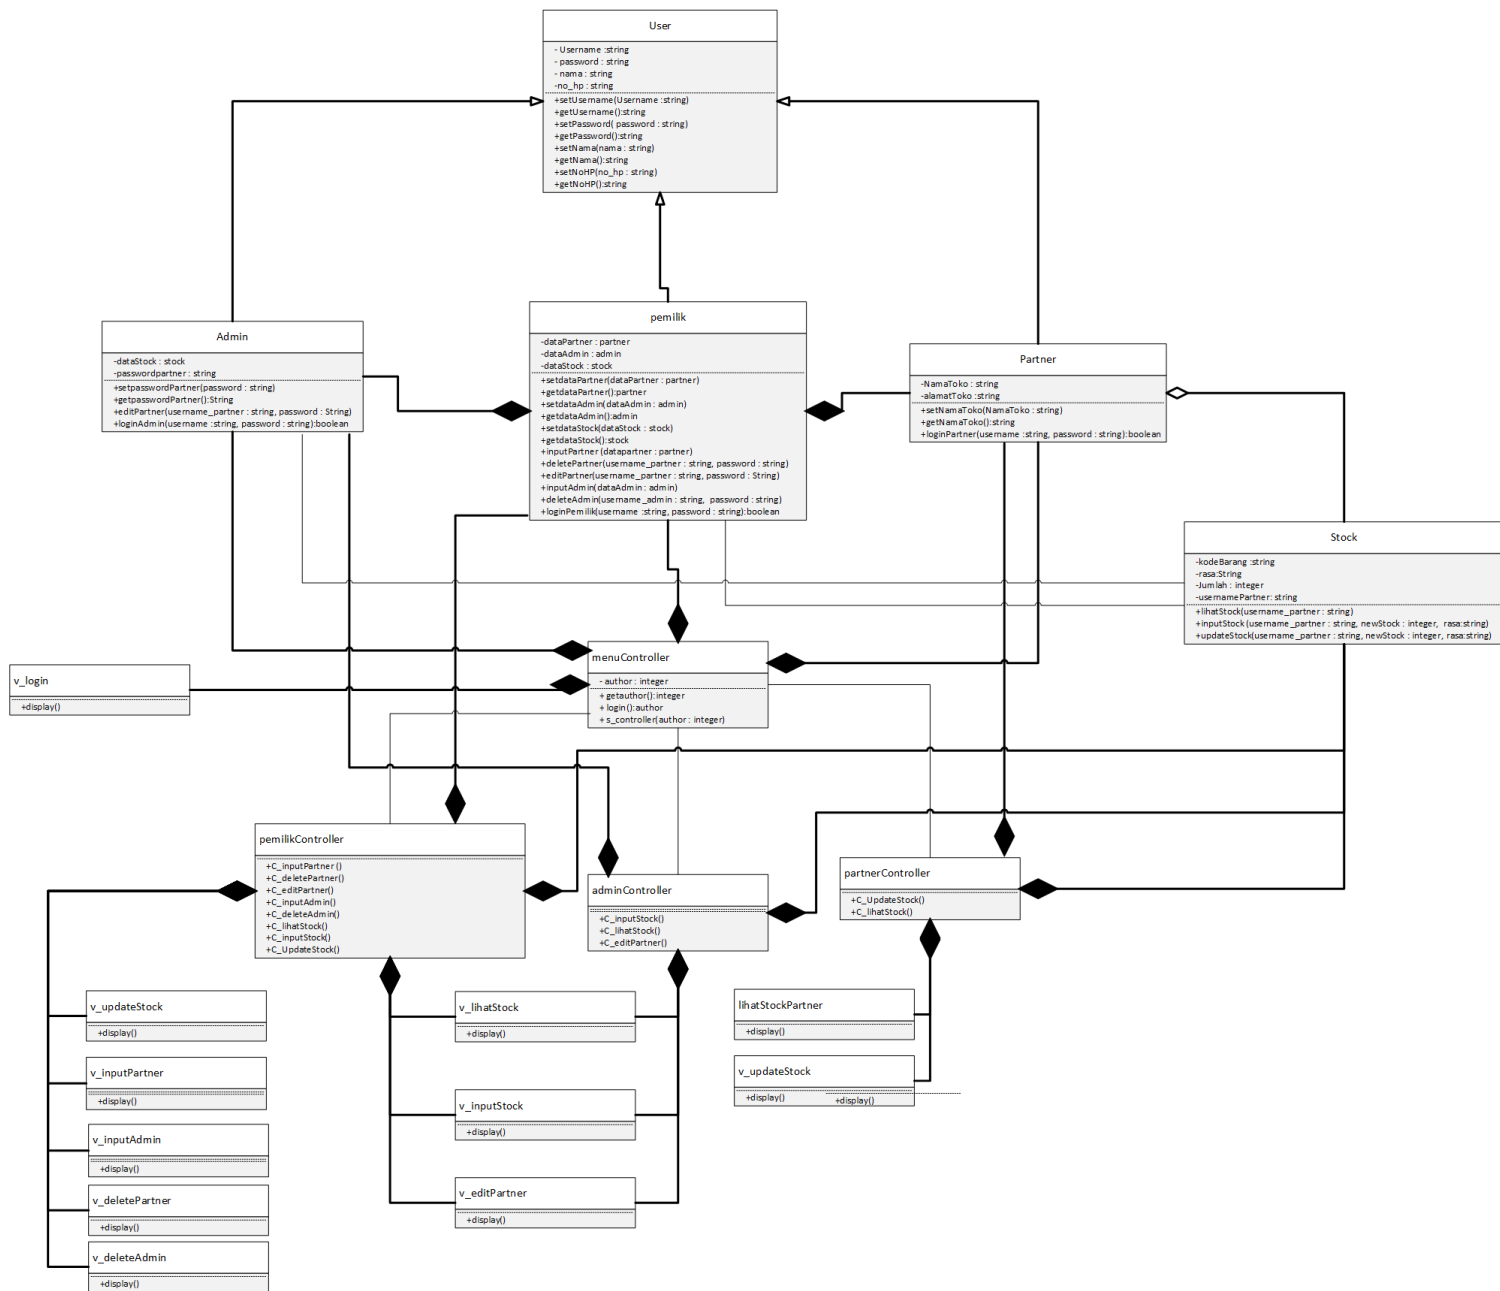 User
- Username :string
- password : string
- nama : string
-no_hp : string
+setUsername(Username :string)
+getUsername():string
+setPassword( password : string)
+getPassword():string
+setNama(nama : string)
+getNama():string
+setNoHP(no_hp : string)
+getNoHP():string
Admin
-dataStock : stock
-passwordpartner : string
+setpasswordPartner(password : string)
+getpasswordPartner():String
+editPartner(username_partner : string, password : String)
+loginAdmin(username :string, password : string):boolean
pemilik
-dataPartner : partner
-dataAdmin : admin
-dataStock : stock
+setdataPartner(dataPartner : partner)
+getdataPartner():partner
+setdataAdmin(dataAdmin : admin)
+getdataAdmin():admin
+setdataStock(dataStock : stock)
+getdataStock():stock
+inputPartner (datapartner : partner)
+deletePartner(username_partner : string, password : string)
+editPartner(username_partner : string, password : String)
+inputAdmin(dataAdmin : admin)
+deleteAdmin(username_admin : string,  password : string)
+loginPemilik(username :string, password : string):boolean
Partner
-NamaToko : string
-alamatToko :string
+setNamaToko(NamaToko : string)
+getNamaToko():string
+loginPartner(username :string, password : string):boolean
Stock
-kodeBarang :string
-rasa:String
-Jumlah : integer
-usernamePartner: string
+lihatStock(username_partner : string)
+inputStock (username_partner : string, newStock : integer,  rasa:string)
+updateStock(username_partner : string, newStock : integer, rasa:string)
menuController
- author : integer
+ getauthor():integer
+ login():author
+ s_controller(author : integer)
v_login
+display()
pemilikController
+C_inputPartner ()
+C_deletePartner()
+C_editPartner()
+C_inputAdmin()
+C_deleteAdmin()
+C_lihatStock()
+C_inputStock()
+C_UpdateStock()
adminController
+C_inputStock()
+C_lihatStock()
+C_editPartner()
partnerController
+C_UpdateStock()
+C_lihatStock()
v_updateStock
+display()
v_inputPartner
+display()
v_inputAdmin
+display()
v_deletePartner
+display()
v_deleteAdmin
+display()
v_lihatStock
+display()
v_inputStock
+display()
v_editPartner
+display()
lihatStockPartner
+display()
v_updateStock
+display()
+display()